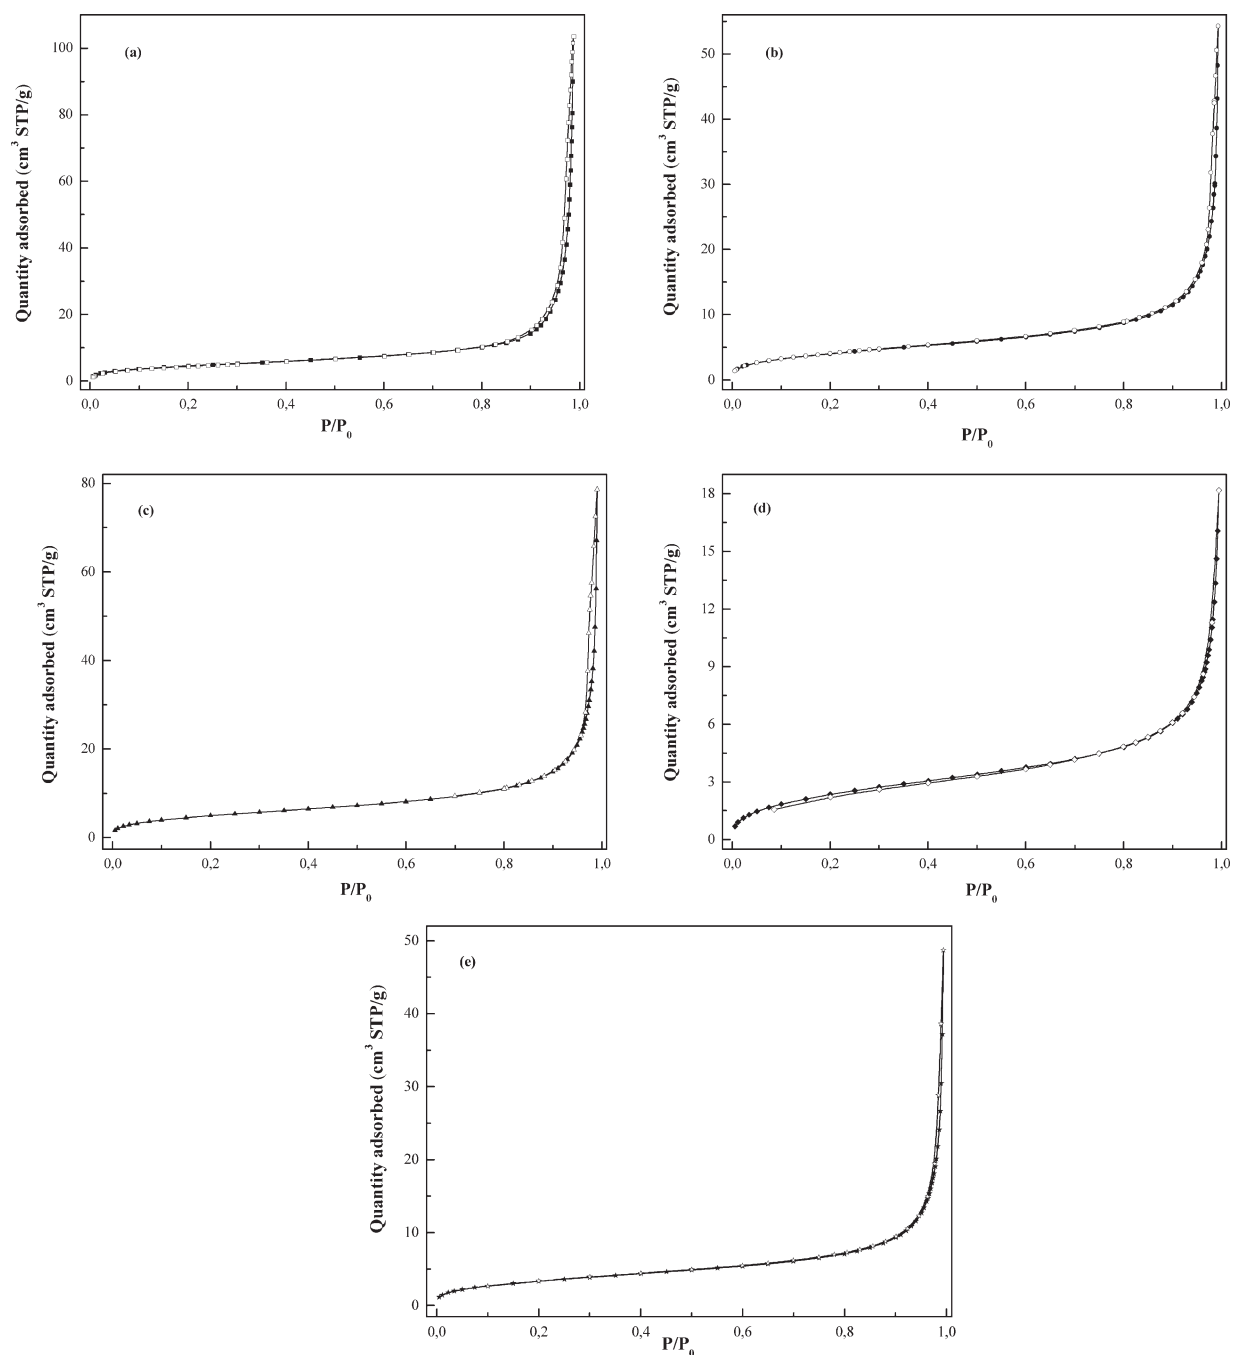 (a)
Quantity adsorbed (cm³ STP/g)
100
80
60
40
20
0
0,0 0,2 0,4 0,6 0,8 1,0
P/P₀
(b)
Quantity adsorbed (cm³ STP/g)
50
40
30
20
10
0
0,0 0,2 0,4 0,6 0,8 1,0
P/P₀
(c)
Quantity adsorbed (cm³ STP/g)
80
60
40
20
0
0,0 0,2 0,4 0,6 0,8 1,0
P/P₀
(d)
Quantity adsorbed (cm³ STP/g)
18
15
12
9
6
3
0
0,0 0,2 0,4 0,6 0,8 1,0
P/P₀
(e)
Quantity adsorbed (cm³ STP/g)
50
40
30
20
10
0
0,0 0,2 0,4 0,6 0,8 1,0
P/P₀